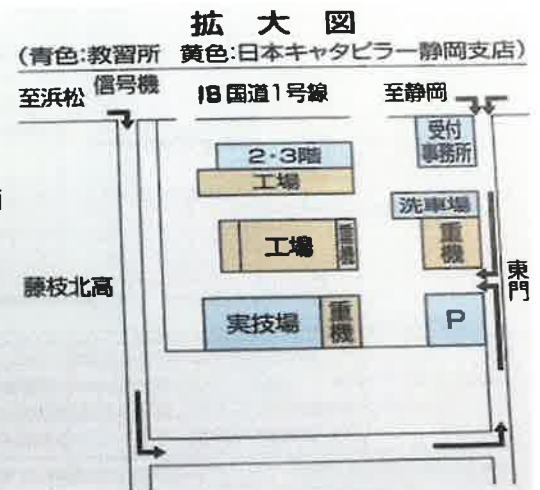 拡大図
(青色:教習所 黄色:日本キャタピラー静岡支店)
至浜松 信号機 旧国道1号線 至静岡
受付
事務所
2・3階
工場
洗車場
工場
重機
重機
東門
藤枝北高
実技場
重機
P